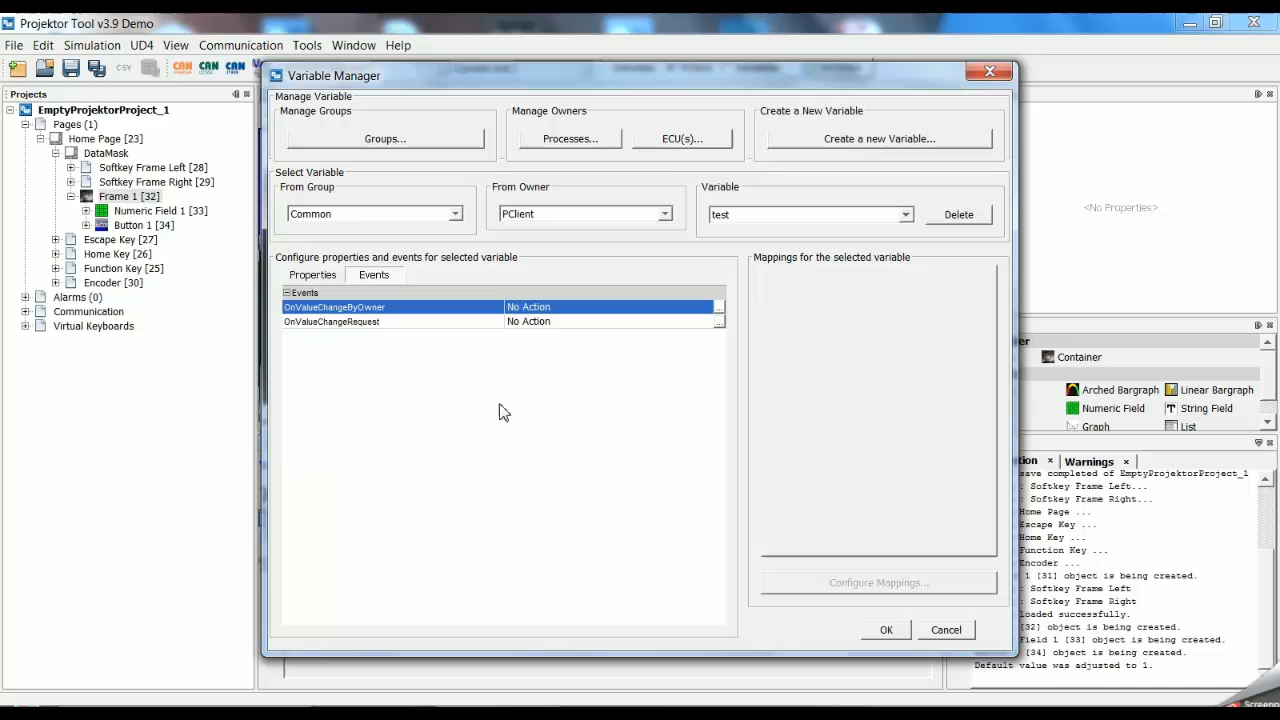 Projektor Tool v3.9 Demo
File Edit Simulation UD4 View Communication Tools Window Help
CSV CAN CAN CAN
Projects
EmptyProjektorProject_1
Pages (1)
Home Page [23]
DataMask
Softkey Frame Left [28]
Softkey Frame Right [29]
Frame 1 [32]
Numeric Field 1 [33]
Button 1 [34]
Escape Key [27]
Home Key [26]
Function Key [25]
Encoder [30]
Alarms (0)
Communication
Virtual Keyboards
Variable Manager
Manage Variable
Manage Groups Manage Owners Create a New Variable
Groups... Processes... ECU(s)... Create a new Variable...
Select Variable
From Group From Owner Variable
Common PClient test Delete
Configure properties and events for selected variable Mappings for the selected variable
Properties Events
Events
OnValueChangeByOwner No Action ...
OnValueChangeRequest No Action ...
Configure Mappings...
OK Cancel
<No Properties>
er
Container
Arched Bargraph Linear Bargraph
Numeric Field String Field
Graph List
tion Warnings
save completed of EmptyProjektorProject_1
: Softkey Frame Left...
: Softkey Frame Right...
Home Page ...
Escape Key ...
Home Key ...
Function Key ...
Encoder ...
1 [31] object is being created.
: Softkey Frame Left
: Softkey Frame Right
loaded successfully.
[32] object is being created.
Field 1 [33] object is being created.
[34] object is being created.
Default value was adjusted to 1.